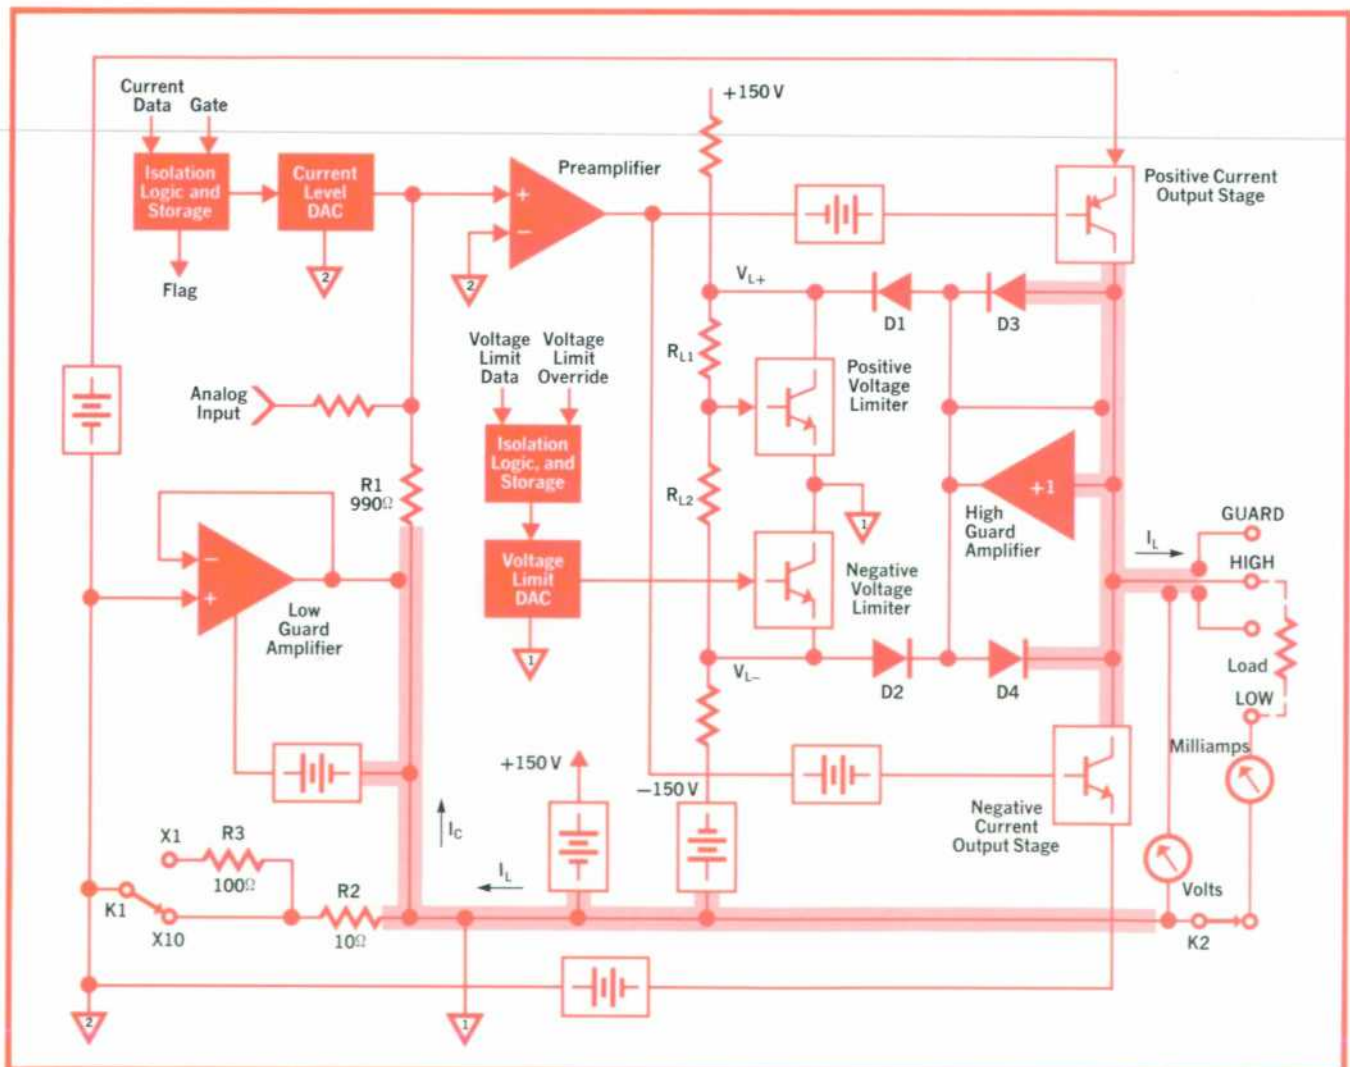 Current
Data
Gate
Isolation
Logic and
Storage
Flag
Current
Level
DAC
2
+
−
2
Preamplifier
+150 V
Positive Current
Output Stage
VL+
D1
D3
RL1
Positive
Voltage
Limiter
Voltage
Limit
Data
Voltage
Limit
Override
Isolation
Logic, and
Storage
Voltage
Limit
DAC
1
Analog
Input
R1
990Ω
−
+
Low
Guard
Amplifier
RL2
1
+1
High
Guard
Amplifier
Negative
Voltage
Limiter
IL
GUARD
HIGH
Load
LOW
VL−
D2
D4
Milliamps
+150 V
−150 V
Negative
Current
Output Stage
Volts
IC
IL
X1
R3
100Ω
R2
10Ω
K1
X10
K2
2
1